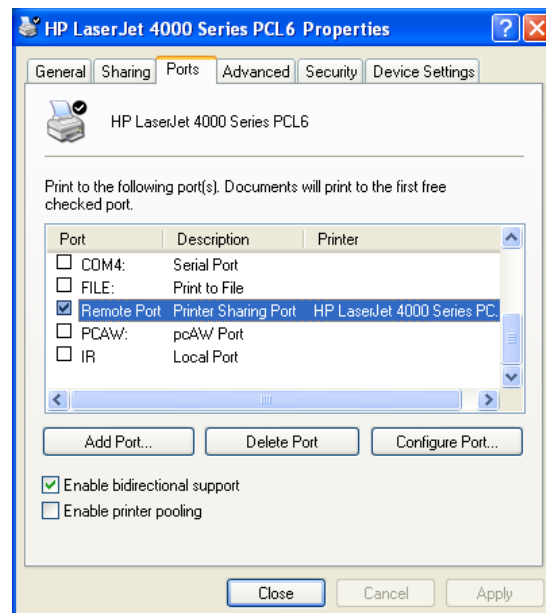 HP LaserJet 4000 Series PCL6 Properties
General Sharing Ports Advanced Security Device Settings
HP LaserJet 4000 Series PCL6
Print to the following port(s). Documents will print to the first free
checked port.
Port Description Printer
COM4: Serial Port
FILE: Print to File
Remote Port Printer Sharing Port HP LaserJet 4000 Series PC.
PCAW: pcAW Port
IR Local Port
Add Port... Delete Port Configure Port...
Enable bidirectional support
Enable printer pooling
Close Cancel Apply